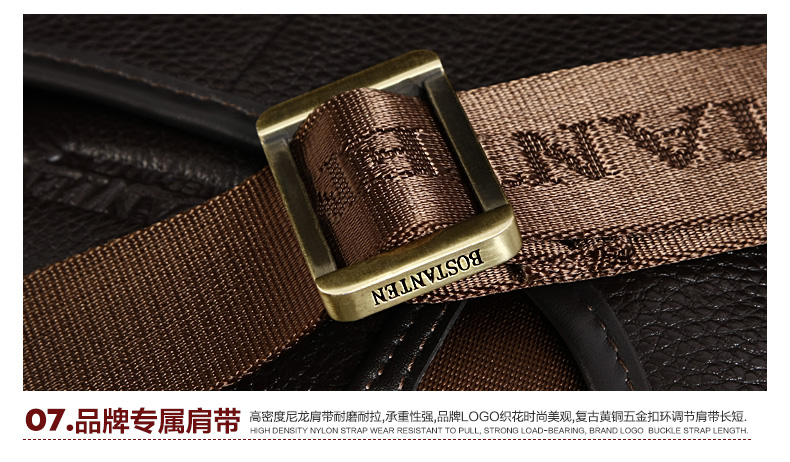 TAN
BO
BOSTANTEN
07.品牌专属肩带
高密度尼龙肩带耐磨耐拉,承重性强,品牌LOGO织花时尚美观,复古黄铜五金扣环调节肩带长短.
HIGH DENSITY NYLON STRAP WEAR RESISTANT TO PULL, STRONG LOAD-BEARING, BRAND LOGO BUCKLE STRAP LENGTH.